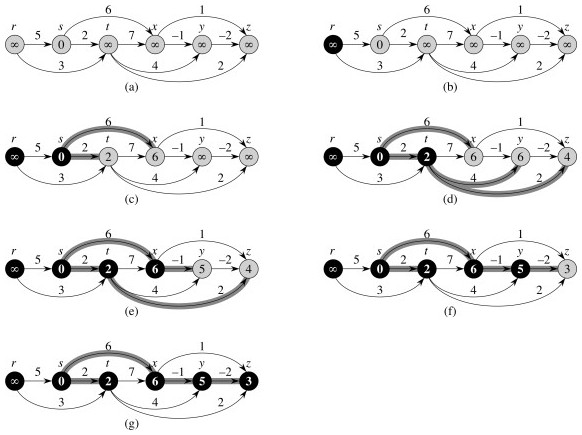 6 1
r s t x y z
5 2 7 –1 –2
∞ 0 ∞ ∞ ∞ ∞
3 4 2
(a)
6 1
r s t x y z
5 2 7 –1 –2
∞ 0 ∞ ∞ ∞ ∞
3 4 2
(b)
6 1
r s t x y z
5 2 7 –1 –2
∞ 0 2 6 ∞ ∞
3 4 2
(c)
6 1
r s t x y z
5 2 7 –1 –2
∞ 0 2 6 6 4
3 4 2
(d)
6 1
r s t x y z
5 2 7 –1 –2
∞ 0 2 6 5 4
3 4 2
(e)
6 1
r s t x y z
5 2 7 –1 –2
∞ 0 2 6 5 3
3 4 2
(f)
6 1
r s t x y z
5 2 7 –1 –2
∞ 0 2 6 5 3
3 4 2
(g)